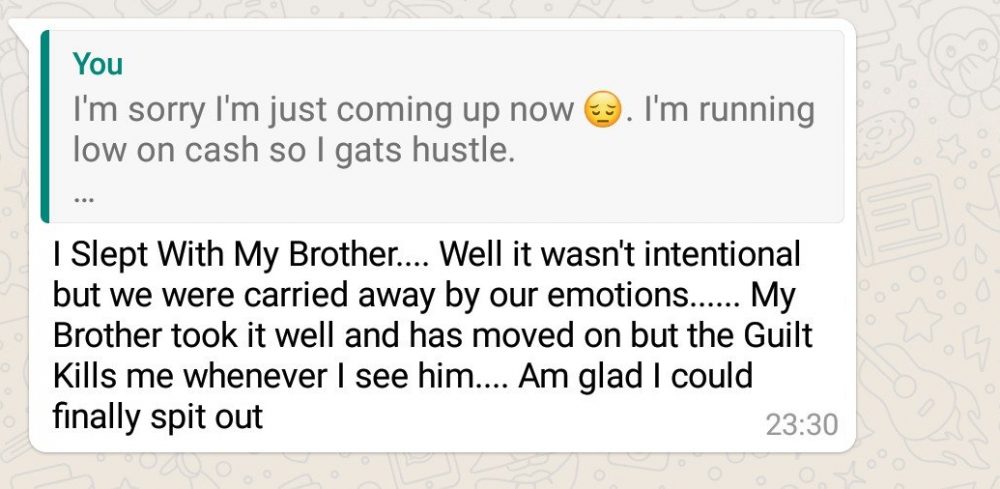 You
I'm sorry I'm just coming up now 😔. I'm running
low on cash so I gats hustle.
...
I Slept With My Brother.... Well it wasn't intentional
but we were carried away by our emotions...... My
Brother took it well and has moved on but the Guilt
Kills me whenever I see him.... Am glad I could
finally spit out
23:30